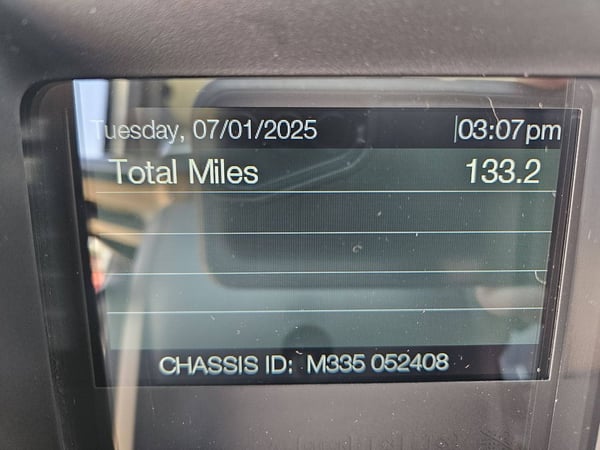 Tuesday, 07/01/2025 03:07pm
Total Miles 133.2
CHASSIS ID: M335 052408